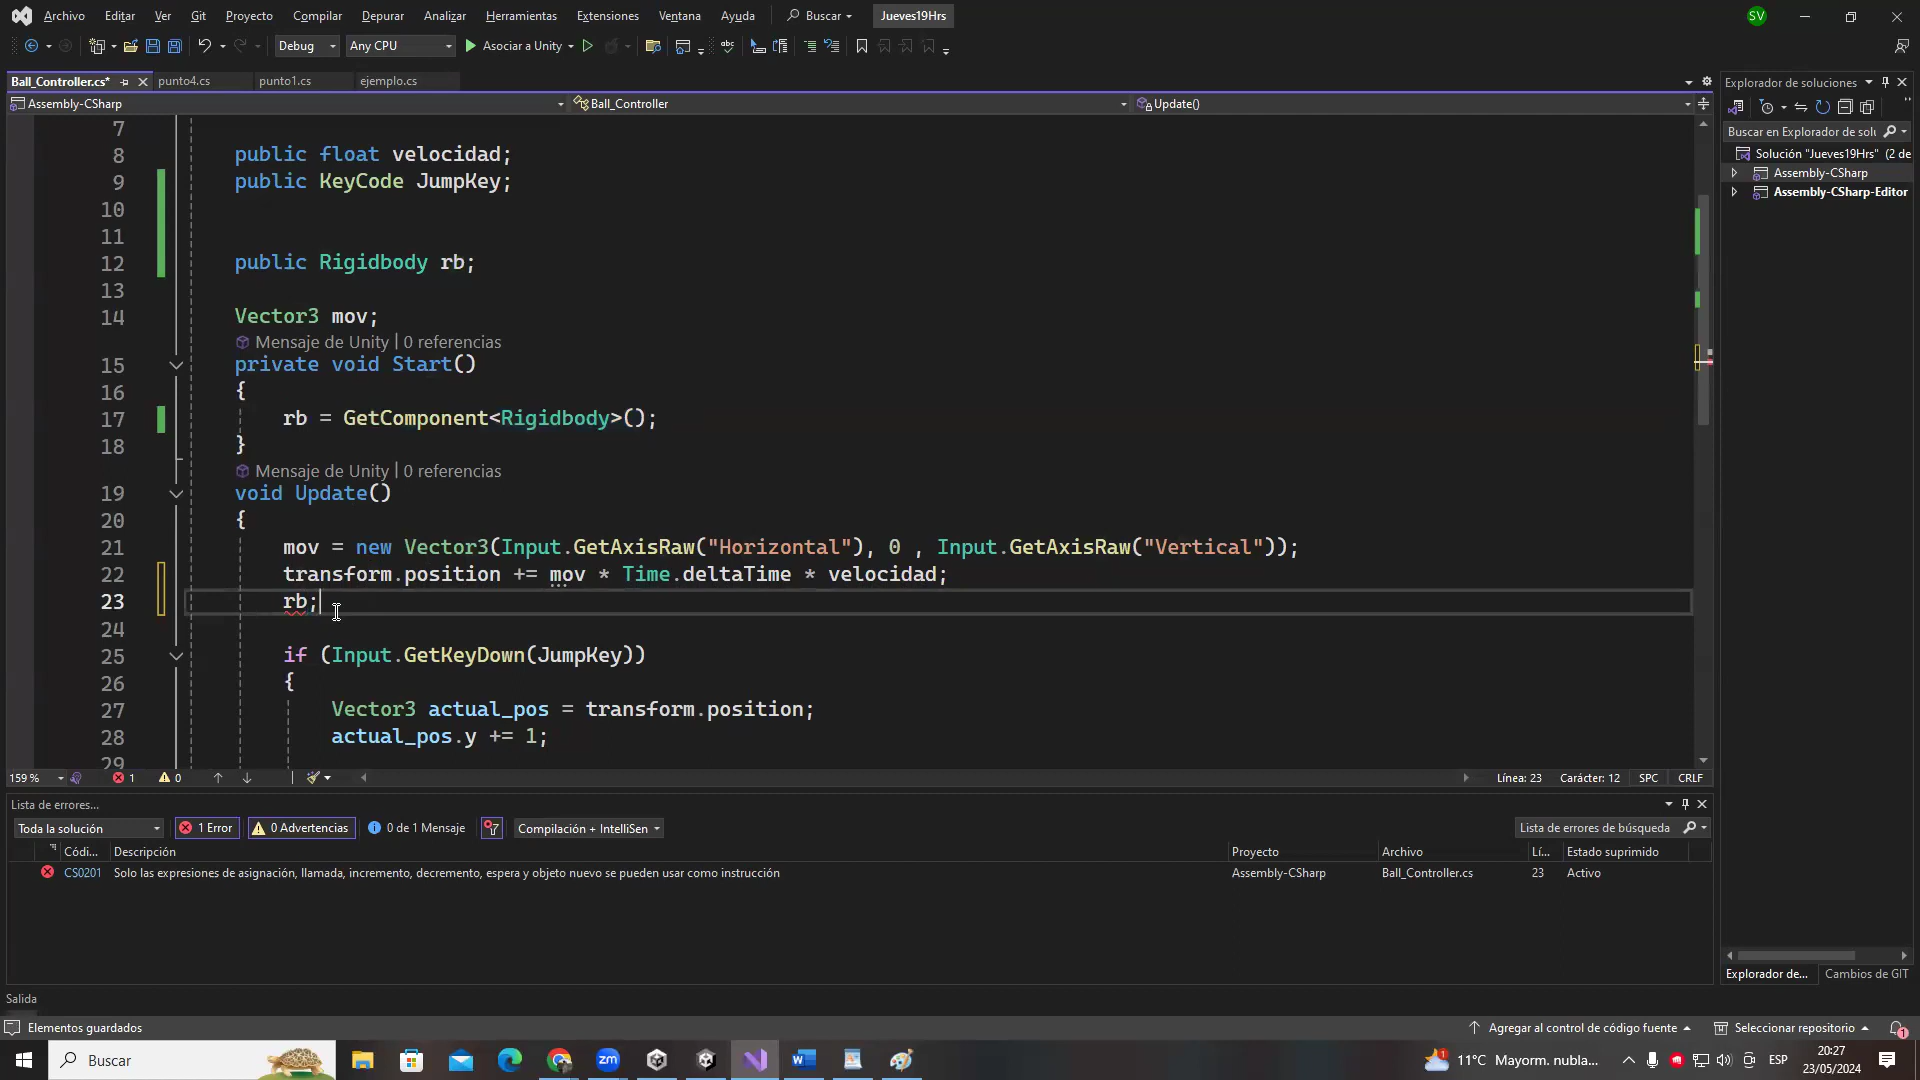 Archivo Editar Ver Git Proyecto Compilar Depurar Analizar Herramientas Extensiones Ventana Ayuda Buscar Jueves19Hrs SV
Debug Any CPU Asociar a Unity
Ball_Controller.cs* punto4.cs punto1.cs ejemplo.cs
Assembly-CSharp Ball_Controller Update()
7
8 public float velocidad;
9 public KeyCode JumpKey;
10
11
12 public Rigidbody rb;
13
14 Vector3 mov;
Mensaje de Unity | 0 referencias
15 private void Start()
16 {
17 rb = GetComponent<Rigidbody>();
18 }
Mensaje de Unity | 0 referencias
19 void Update()
20 {
21 mov = new Vector3(Input.GetAxisRaw("Horizontal"), 0 , Input.GetAxisRaw("Vertical"));
22 transform.position += mov * Time.deltaTime * velocidad;
23 rb;
24
25 if (Input.GetKeyDown(JumpKey))
26 {
27 Vector3 actual_pos = transform.position;
28 actual_pos.y += 1;
29
159 % 1 0 Línea: 23 Carácter: 12 SPC CRLF
Lista de errores...
Toda la solución 1 Error 0 Advertencias 0 de 1 Mensaje Compilación + IntelliSen Lista de errores de búsqueda
Códi... Descripción Proyecto Archivo Lí... Estado suprimido
CS0201 Solo las expresiones de asignación, llamada, incremento, decremento, espera y objeto nuevo se pueden usar como instrucción Assembly-CSharp Ball_Controller.cs 23 Activo
Salida
Explorador de soluciones
Buscar en Explorador de solu
Solución "Jueves19Hrs" (2 de
Assembly-CSharp
Assembly-CSharp-Editor
Explorador de... Cambios de GIT
Elementos guardados Agregar al control de código fuente Seleccionar repositorio 1
Buscar zm W 1 11°C Mayorm. nubla... ESP 20:27
23/05/2024